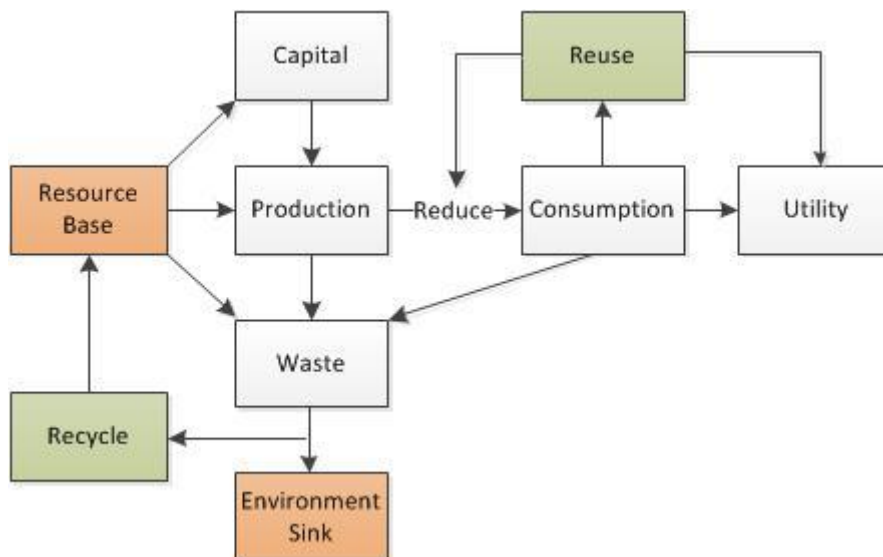 Capital
Reuse
Resource
Base
Production
Reduce
Consumption
Utility
Waste
Recycle
Environment
Sink